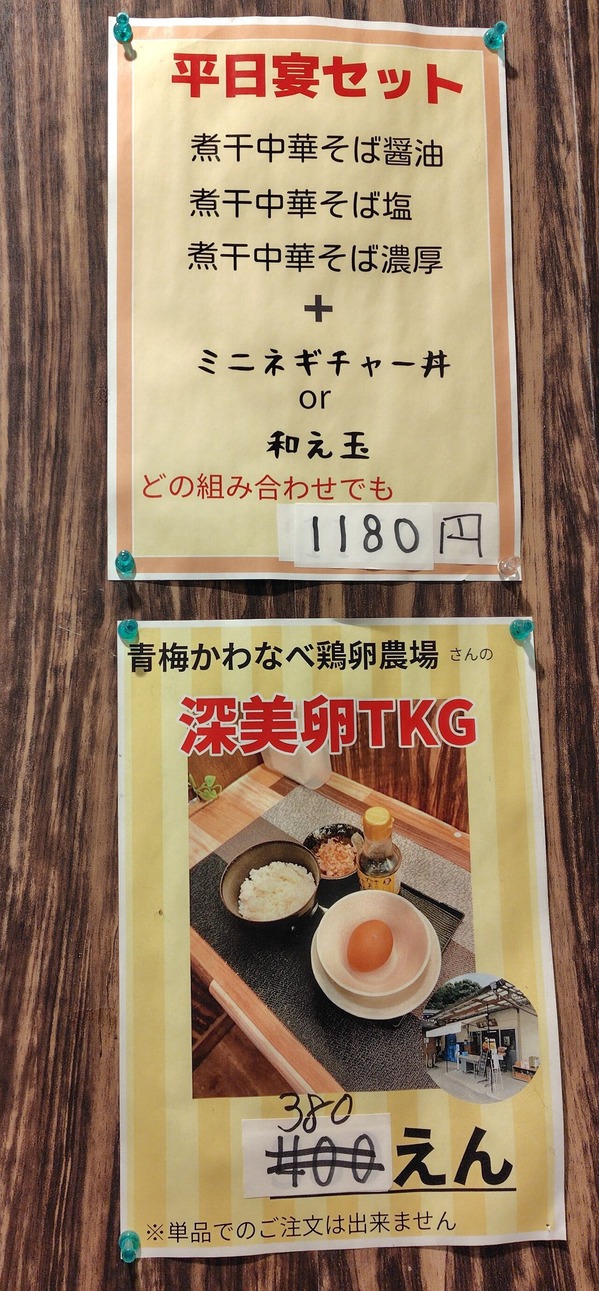 平日宴セット
煮干中華そば醤油
煮干中華そば塩
煮干中華そば濃厚
+
ミニネギチャー丼
or
和え玉
どの組み合わせでも
1180円
青梅かわなべ鶏卵農場 さんの
深美卵TKG
380
400えん
※単品でのご注文は出来ません